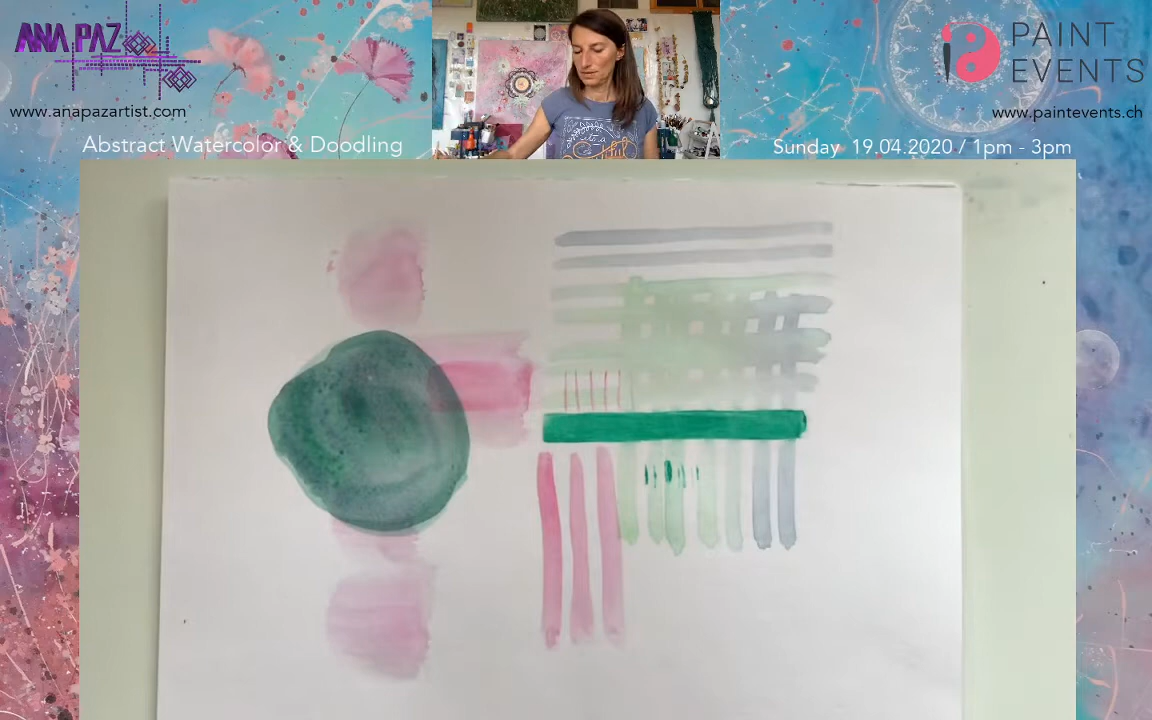 ANA PAZ
www.anapazartist.com
Abstract Watercolor & Doodling
PAINT
EVENTS
www.paintevents.ch
Sunday 19.04.2020 / 1pm - 3pm